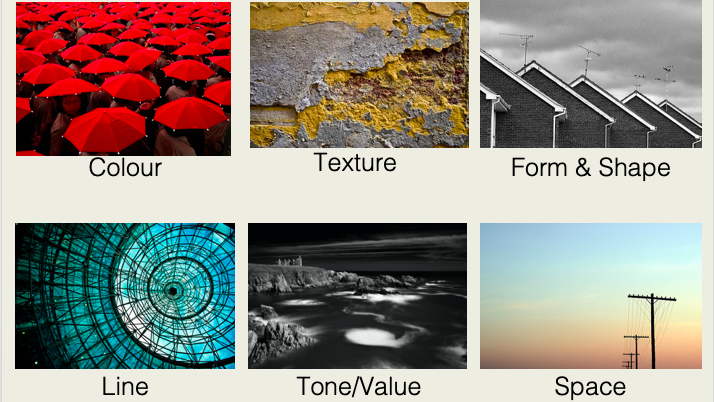 Colour
Texture
Form & Shape
Line
Tone/Value
Space